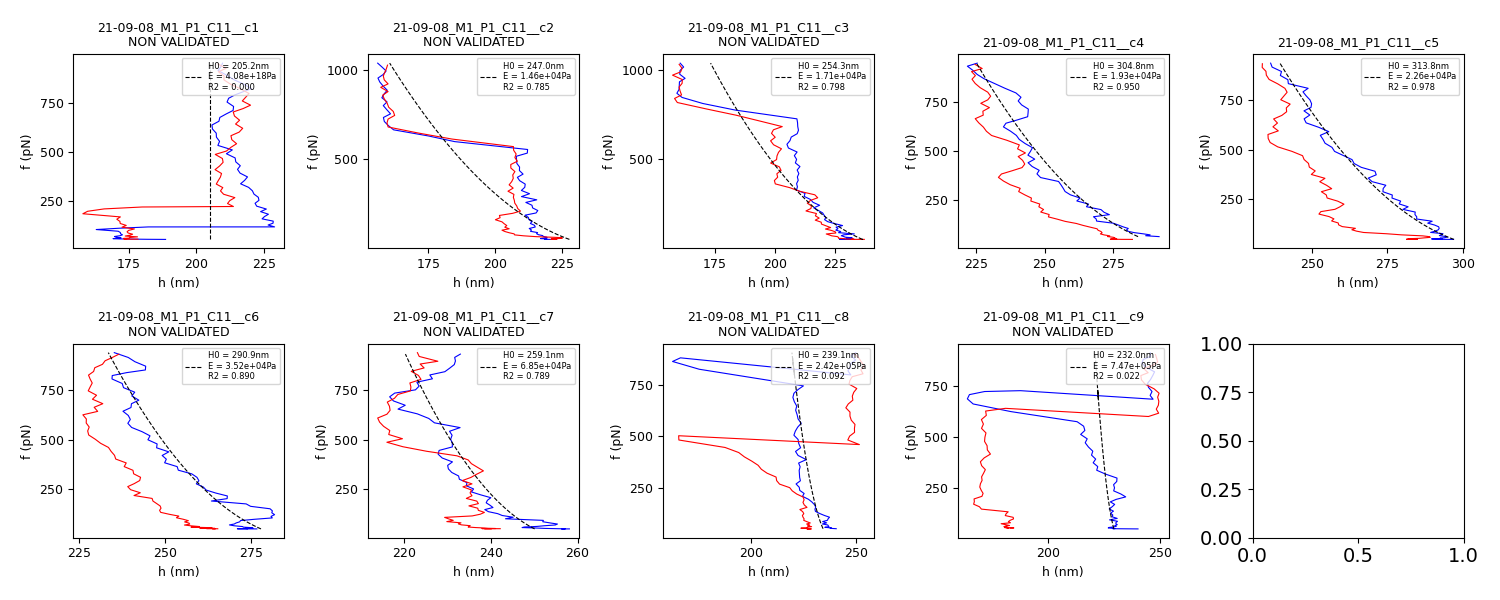 21-09-08_M1_P1_C11__c1
NON VALIDATED
H0 = 205.2nm
E = 4.08e+18Pa
R2 = 0.000
750
500
250
f (pN)
175 200 225
h (nm)
21-09-08_M1_P1_C11__c2
NON VALIDATED
H0 = 247.0nm
E = 1.46e+04Pa
R2 = 0.785
1000
500
f (pN)
175 200 225
h (nm)
21-09-08_M1_P1_C11__c3
NON VALIDATED
H0 = 254.3nm
E = 1.71e+04Pa
R2 = 0.798
1000
500
f (pN)
175 200 225
h (nm)
21-09-08_M1_P1_C11__c4
H0 = 304.8nm
E = 1.93e+04Pa
R2 = 0.950
750
500
250
f (pN)
225 250 275
h (nm)
21-09-08_M1_P1_C11__c5
H0 = 313.8nm
E = 2.26e+04Pa
R2 = 0.978
750
500
250
f (pN)
250 275 300
h (nm)
21-09-08_M1_P1_C11__c6
NON VALIDATED
H0 = 290.9nm
E = 3.52e+04Pa
R2 = 0.890
750
500
250
f (pN)
225 250 275
h (nm)
21-09-08_M1_P1_C11__c7
NON VALIDATED
H0 = 259.1nm
E = 6.85e+04Pa
R2 = 0.789
750
500
250
f (pN)
220 240 260
h (nm)
21-09-08_M1_P1_C11__c8
NON VALIDATED
H0 = 239.1nm
E = 2.42e+05Pa
R2 = 0.092
750
500
250
f (pN)
200 250
h (nm)
21-09-08_M1_P1_C11__c9
NON VALIDATED
H0 = 232.0nm
E = 7.47e+05Pa
R2 = 0.022
750
500
250
f (pN)
200 250
h (nm)
1.00
0.75
0.50
0.25
0.00
0.0 0.5 1.0